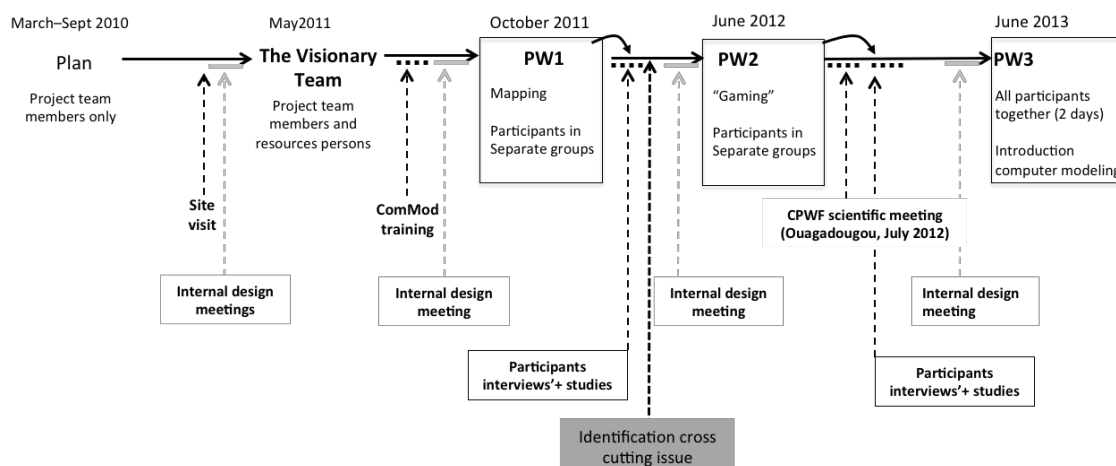 March–Sept 2010
May2011
October 2011
June 2012
June 2013
Plan
Project team
members only
The Visionary
Team
Project team
members and
resources persons
PW1
Mapping
Participants in
Separate groups
PW2
“Gaming”
Participants in
Separate groups
PW3
All participants
together (2 days)
Introduction
computer modeling
Site
visit
ComMod
training
CPWF scientific meeting
(Ouagadougou, July 2012)
Internal design
meetings
Internal design
meeting
Internal design
meeting
Internal design
meeting
Participants
interviews’+ studies
Participants
interviews’+ studies
Identification cross
cutting issue